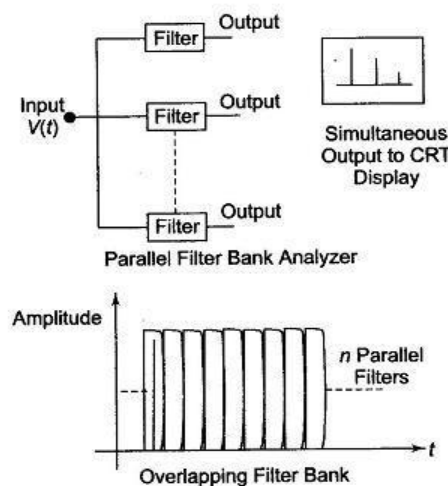 Output
Filter
Input
V(t)
Output
Filter
Output
Filter
Simultaneous
Output to CRT
Display
Parallel Filter Bank Analyzer
Amplitude
n Parallel
Filters
t
Overlapping Filter Bank